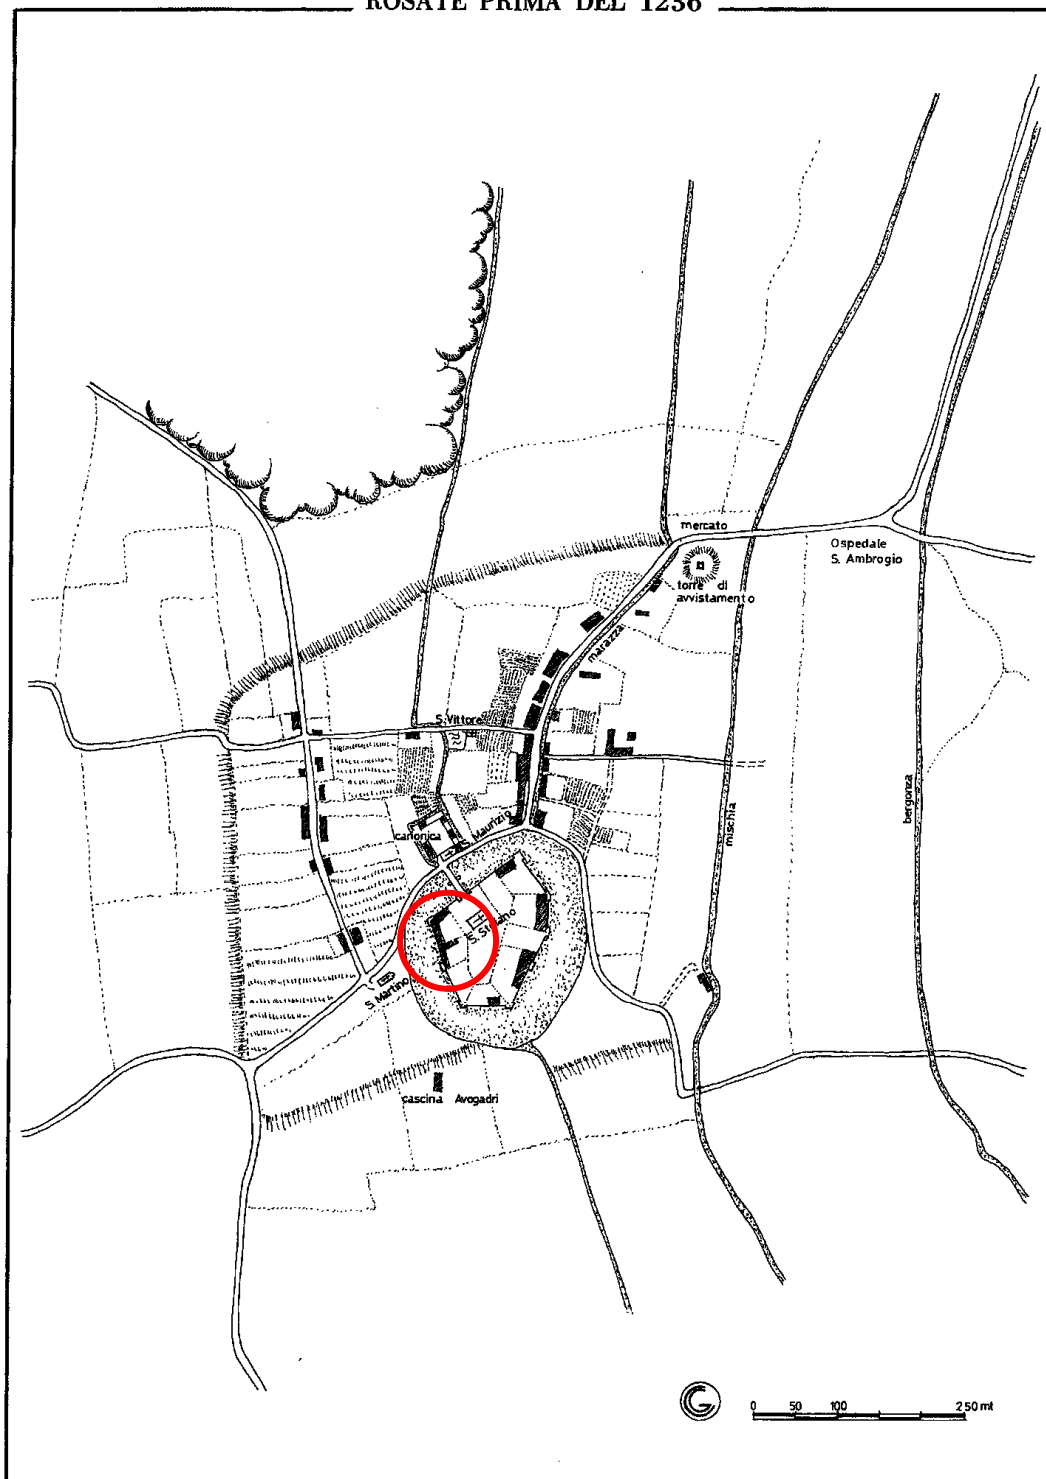 ROSATE PRIMA DEL 1236
mercato
Ospedale
S. Ambrogio
torre di
avvistamento
marazza
S. Vittore
bergonza
mischia
S. Maurizio
canonica
S. Stefano
S. Martino
cascina Avogadri
G
0 50 100 250 mt